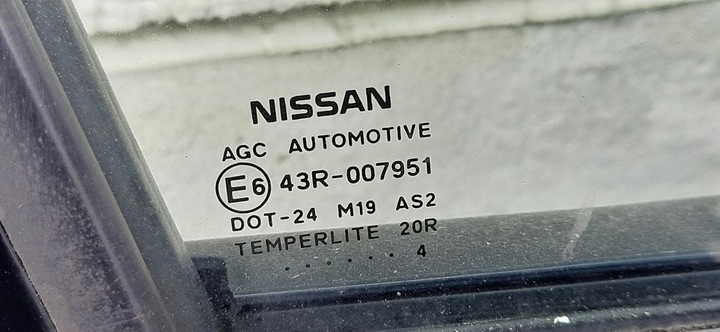 NISSAN
AGC AUTOMOTIVE
E6 43R-007951
DOT-24 M19 AS2
TEMPERLITE 20R
. . . . . . 4